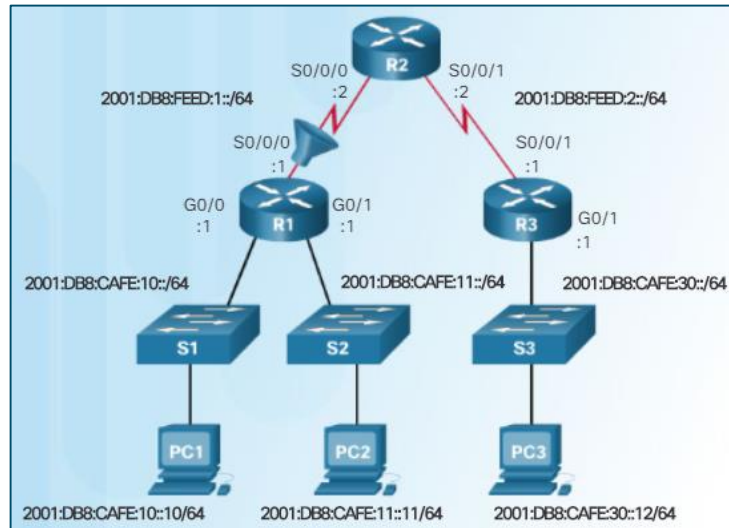 R2
S0/0/0
:2
S0/0/1
:2
2001:DB8:FEED:1::/64
2001:DB8:FEED:2::/64
S0/0/0
:1
S0/0/1
:1
G0/0
:1
R1
G0/1
:1
R3
G0/1
:1
2001:DB8:CAFE:10::/64
2001:DB8:CAFE:11::/64
2001:DB8:CAFE:30::/64
S1
S2
S3
PC1
PC2
PC3
2001:DB8:CAFE:10::10/64
2001:DB8:CAFE:11::11/64
2001:DB8:CAFE:30::12/64